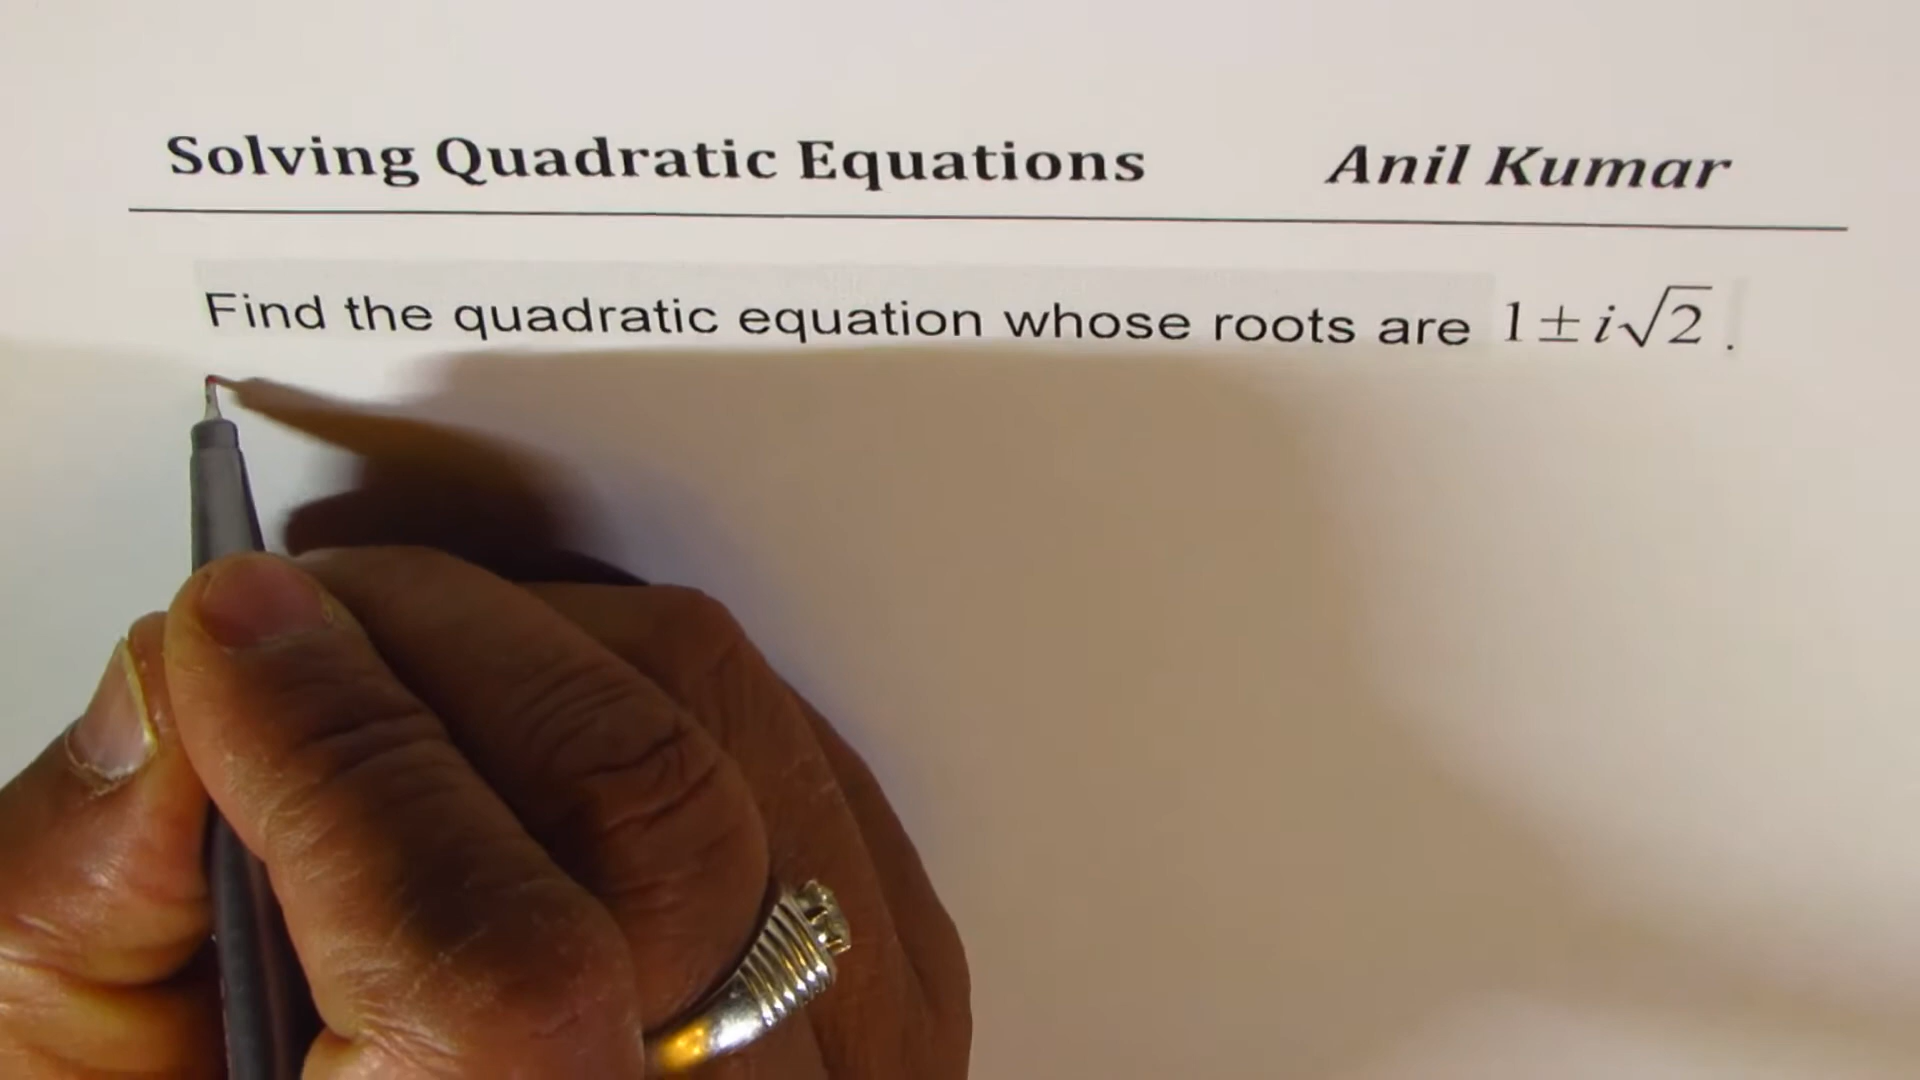 Solving Quadratic Equations Anil Kumar
Find the quadratic equation whose roots are 1 ± i√2 .